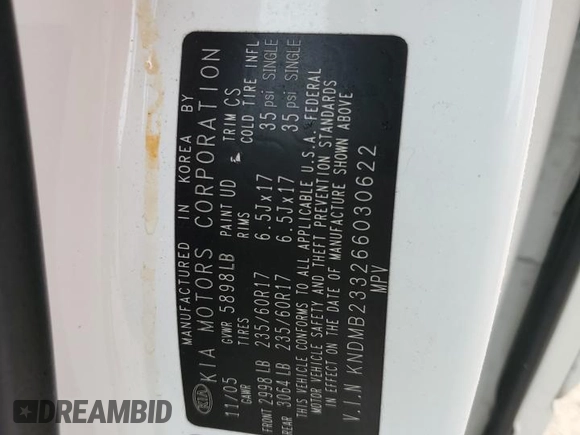 MANUFACTURED IN KOREA BY
KIA KIA MOTORS CORPORATION
11/05 GVWR 5898LB PAINT UD TRIM CS
GAWR TIRES RIMS COLD TIRE INFL
FRONT 2998 LB 235/60R17 6.5Jx17 35 psi SINGLE
REAR 3064 LB 235/60R17 6.5Jx17 35 psi SINGLE
THIS VEHICLE CONFORMS TO ALL APPLICABLE U.S.A. FEDERAL
MOTOR VEHICLE SAFETY AND THEFT PREVENTION STANDARDS
IN EFFECT ON THE DATE OF MANUFACTURE SHOWN ABOVE
V.I.N KNDMB233266030622
MPV
DREAMBID